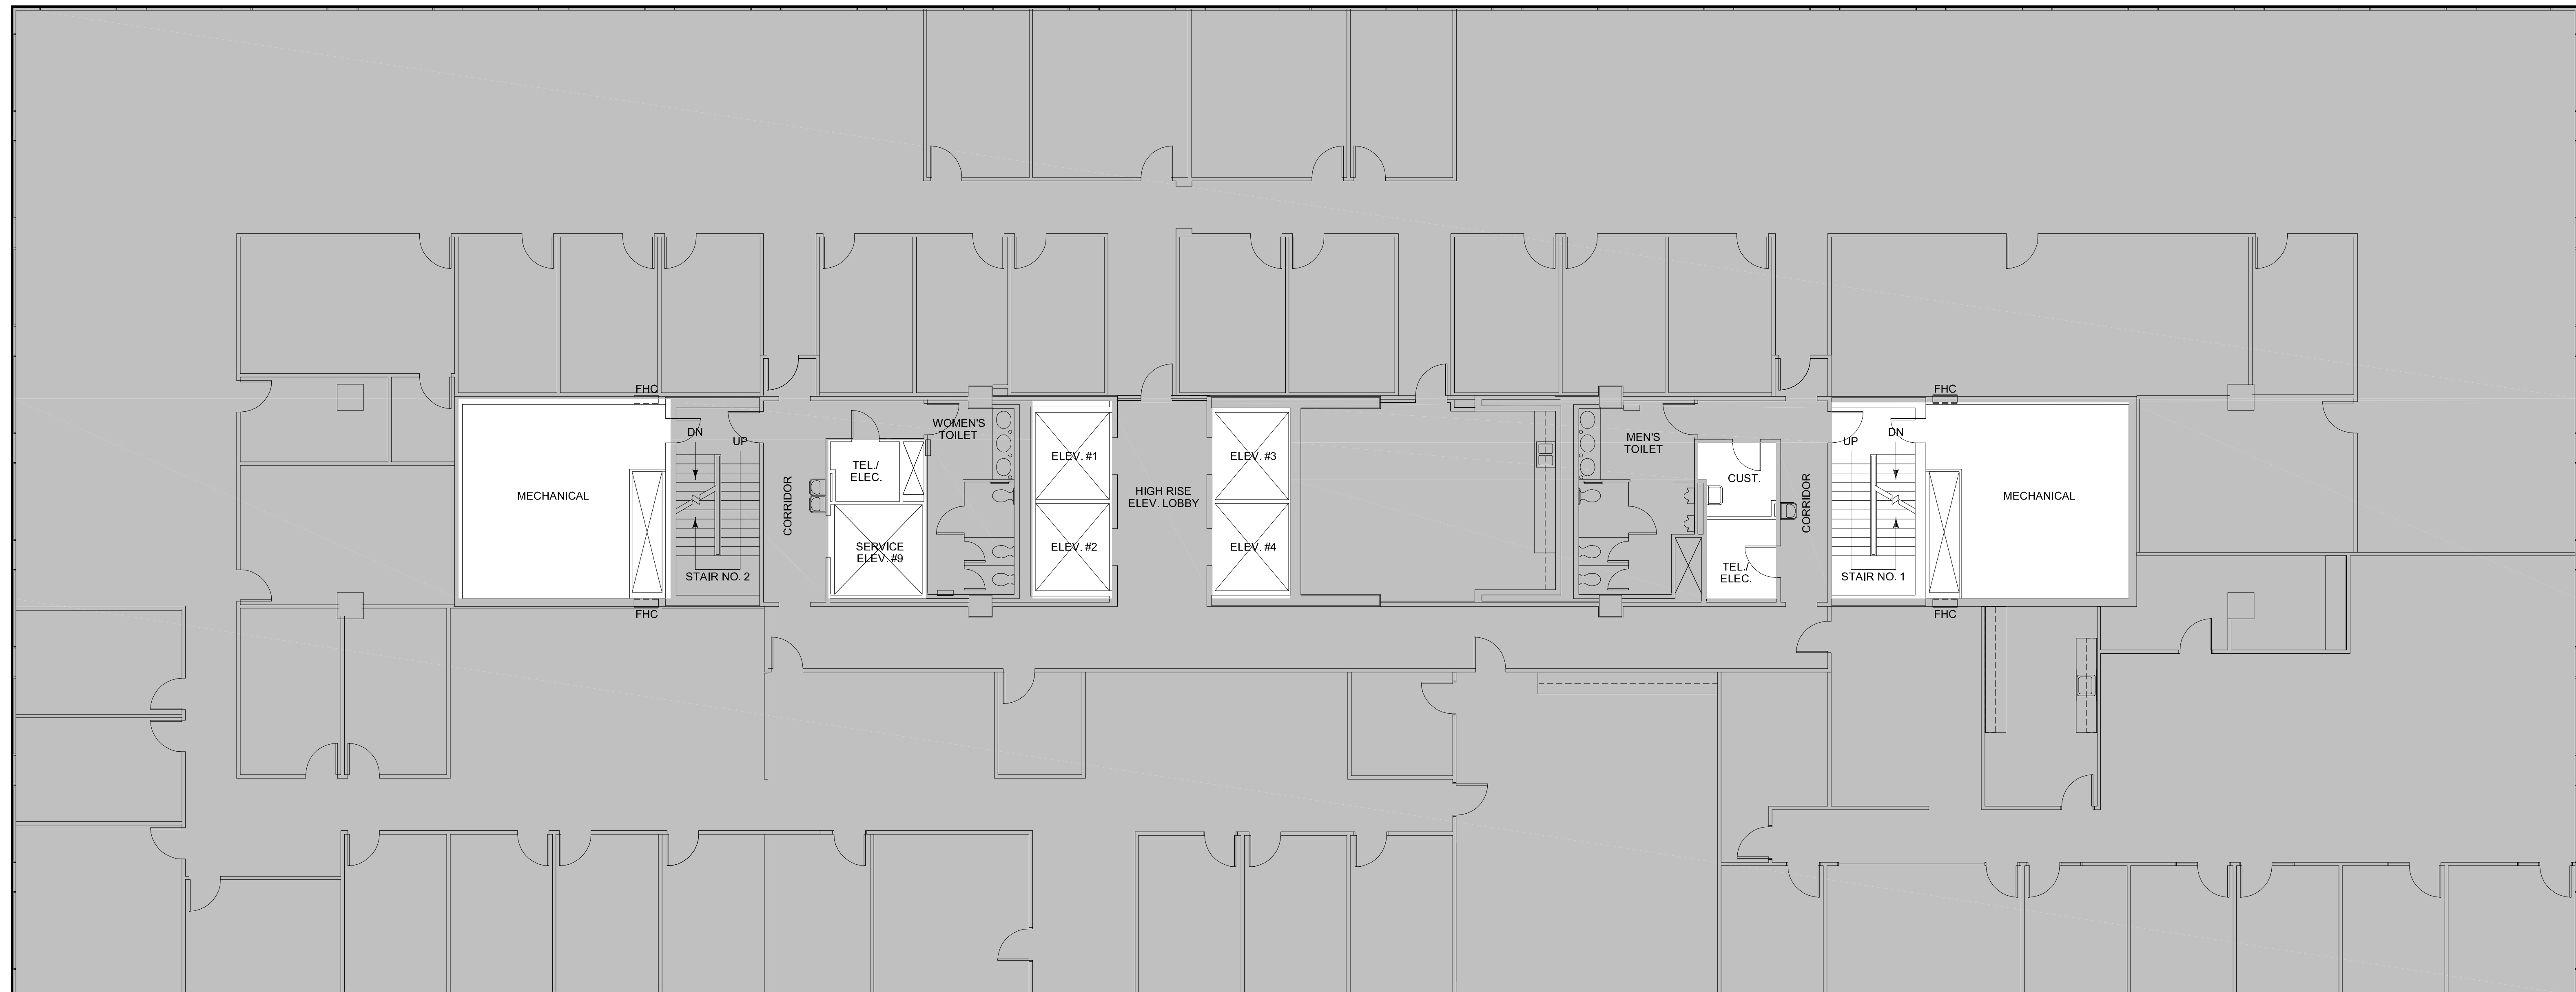 FHC
FHC
WOMEN'S
TOILET
DN
UP
MEN'S
TOILET
UP
DN
ELEV. #1
ELEV. #3
TEL./
ELEC.
CUST.
MECHANICAL
CORRIDOR
HIGH RISE
ELEV. LOBBY
CORRIDOR
MECHANICAL
SERVICE
ELEV. #9
ELEV. #2
ELEV. #4
STAIR NO. 2
TEL./
ELEC.
STAIR NO. 1
FHC
FHC